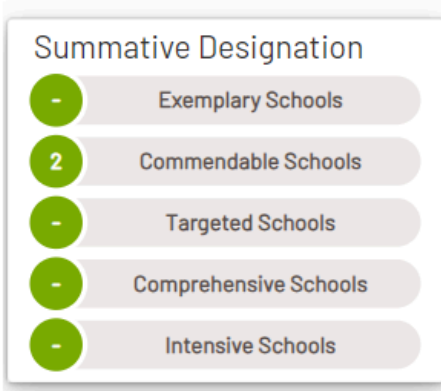 Summative Designation
- Exemplary Schools
2 Commendable Schools
- Targeted Schools
- Comprehensive Schools
- Intensive Schools